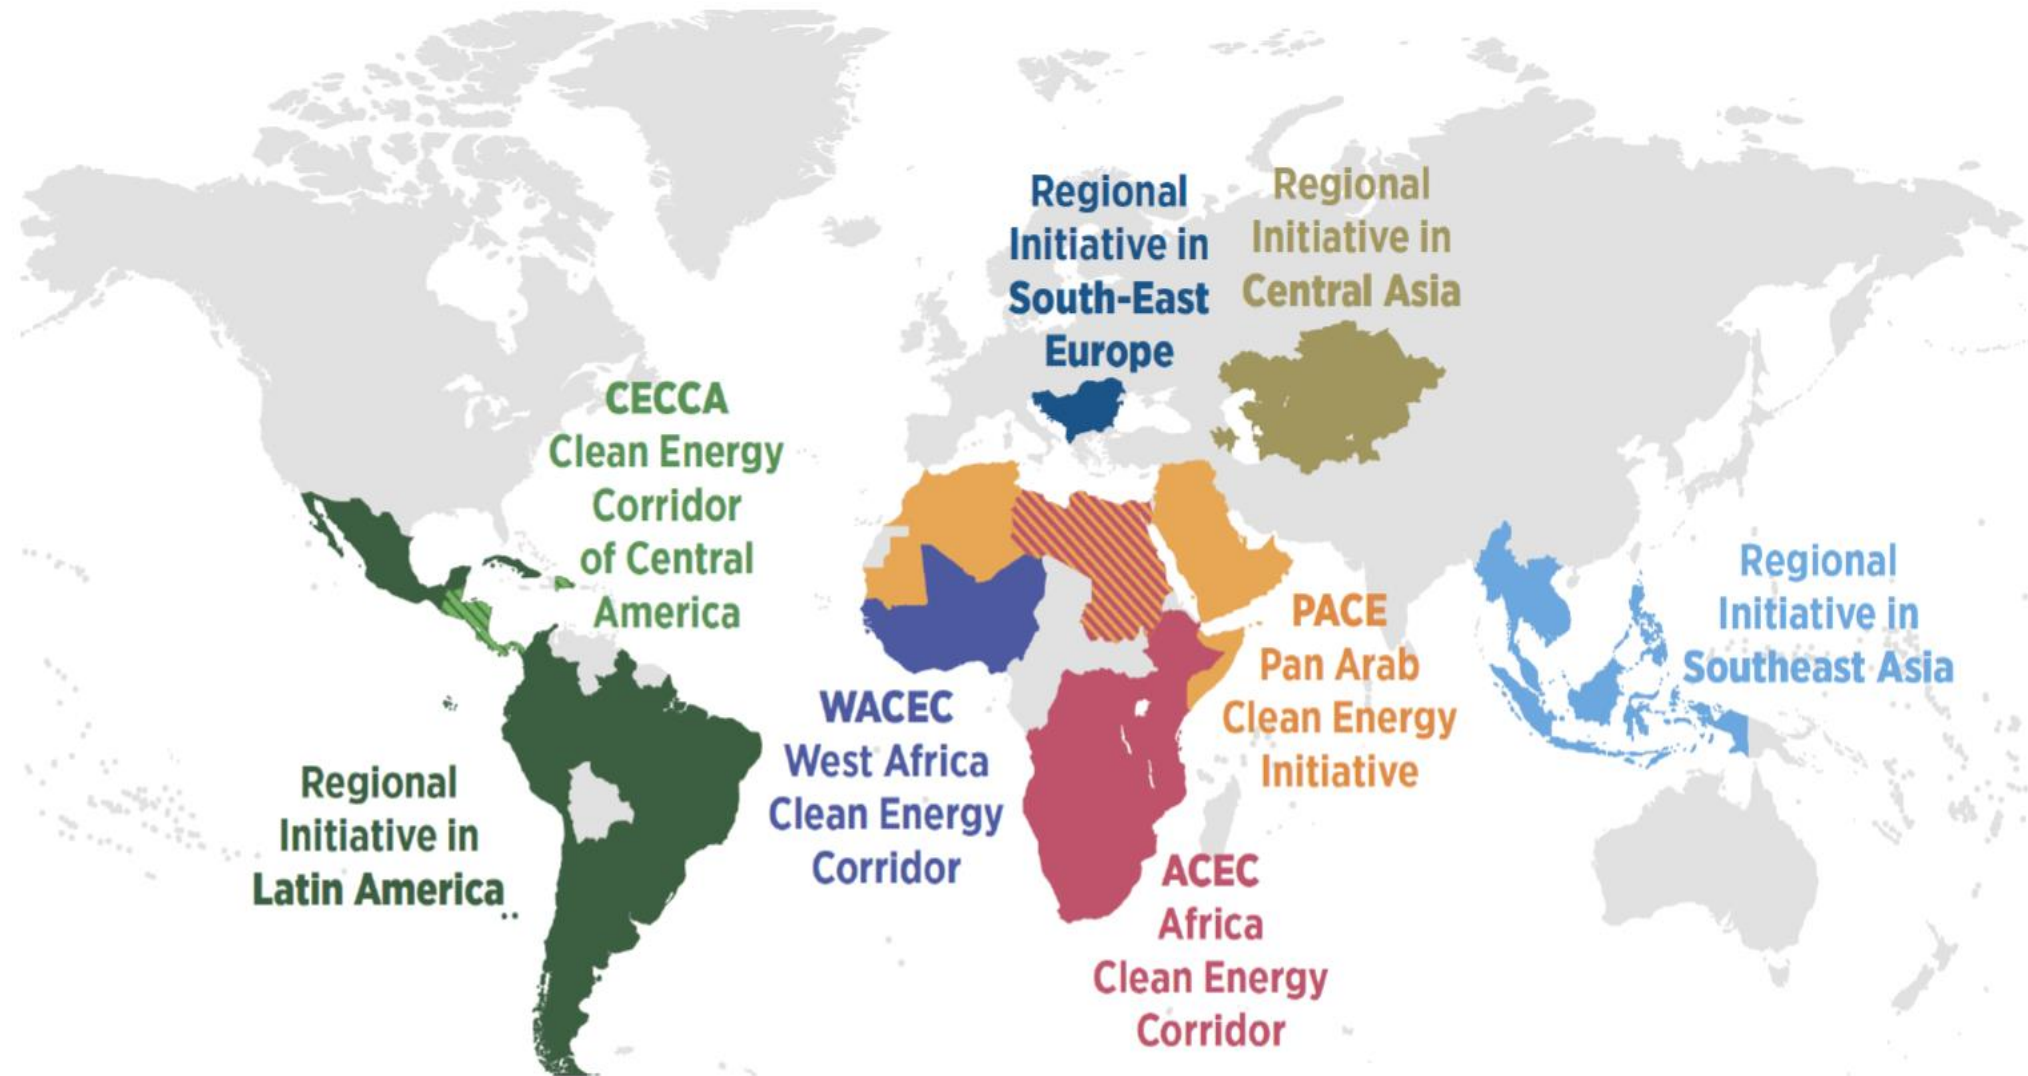 Regional
Initiative in
South-East
Europe
Regional
Initiative in
Central Asia
CECCA
Clean Energy
Corridor
of Central
America
Regional
Initiative in
Southeast Asia
PACE
Pan Arab
Clean Energy
Initiative
WACEC
West Africa
Clean Energy
Corridor
Regional
Initiative in
Latin America
ACEC
Africa
Clean Energy
Corridor